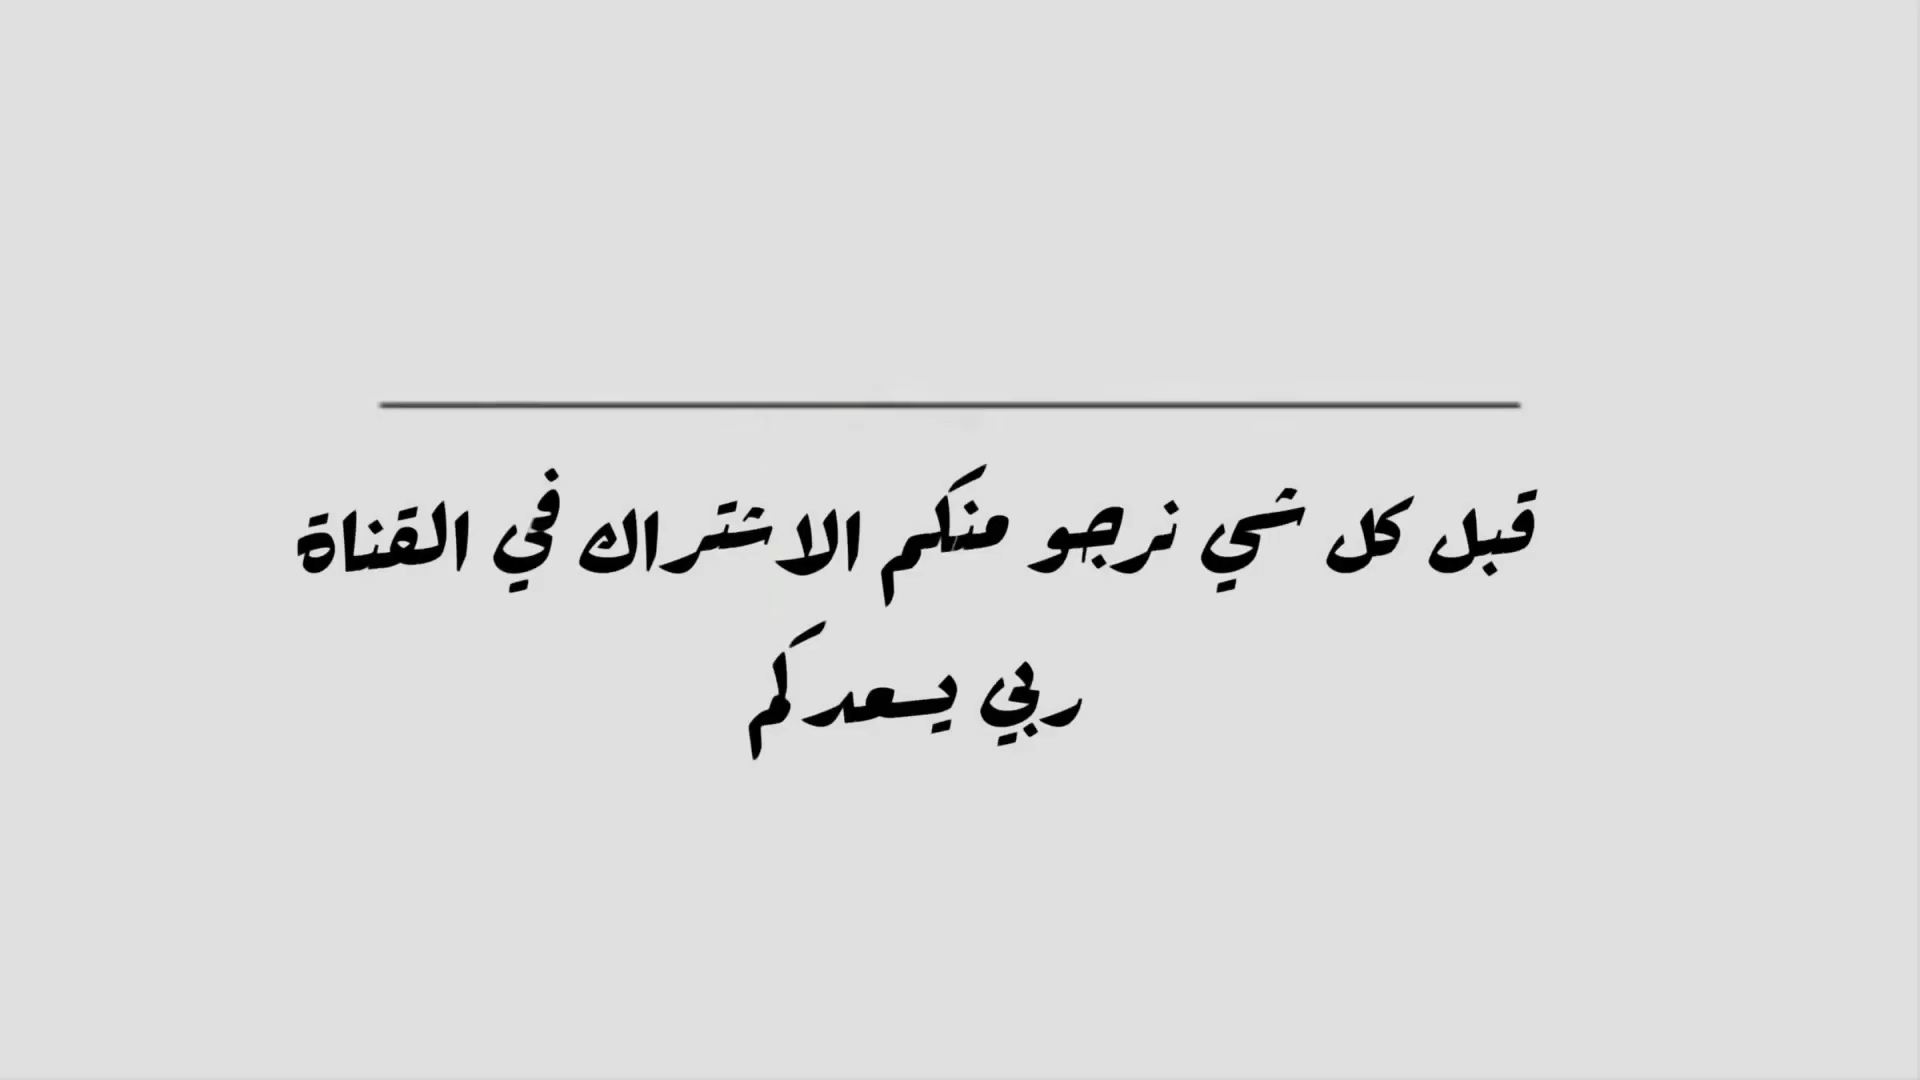 قبل كل شي نرجو منكم الاشتراك في القناة
ربي يسعدكم